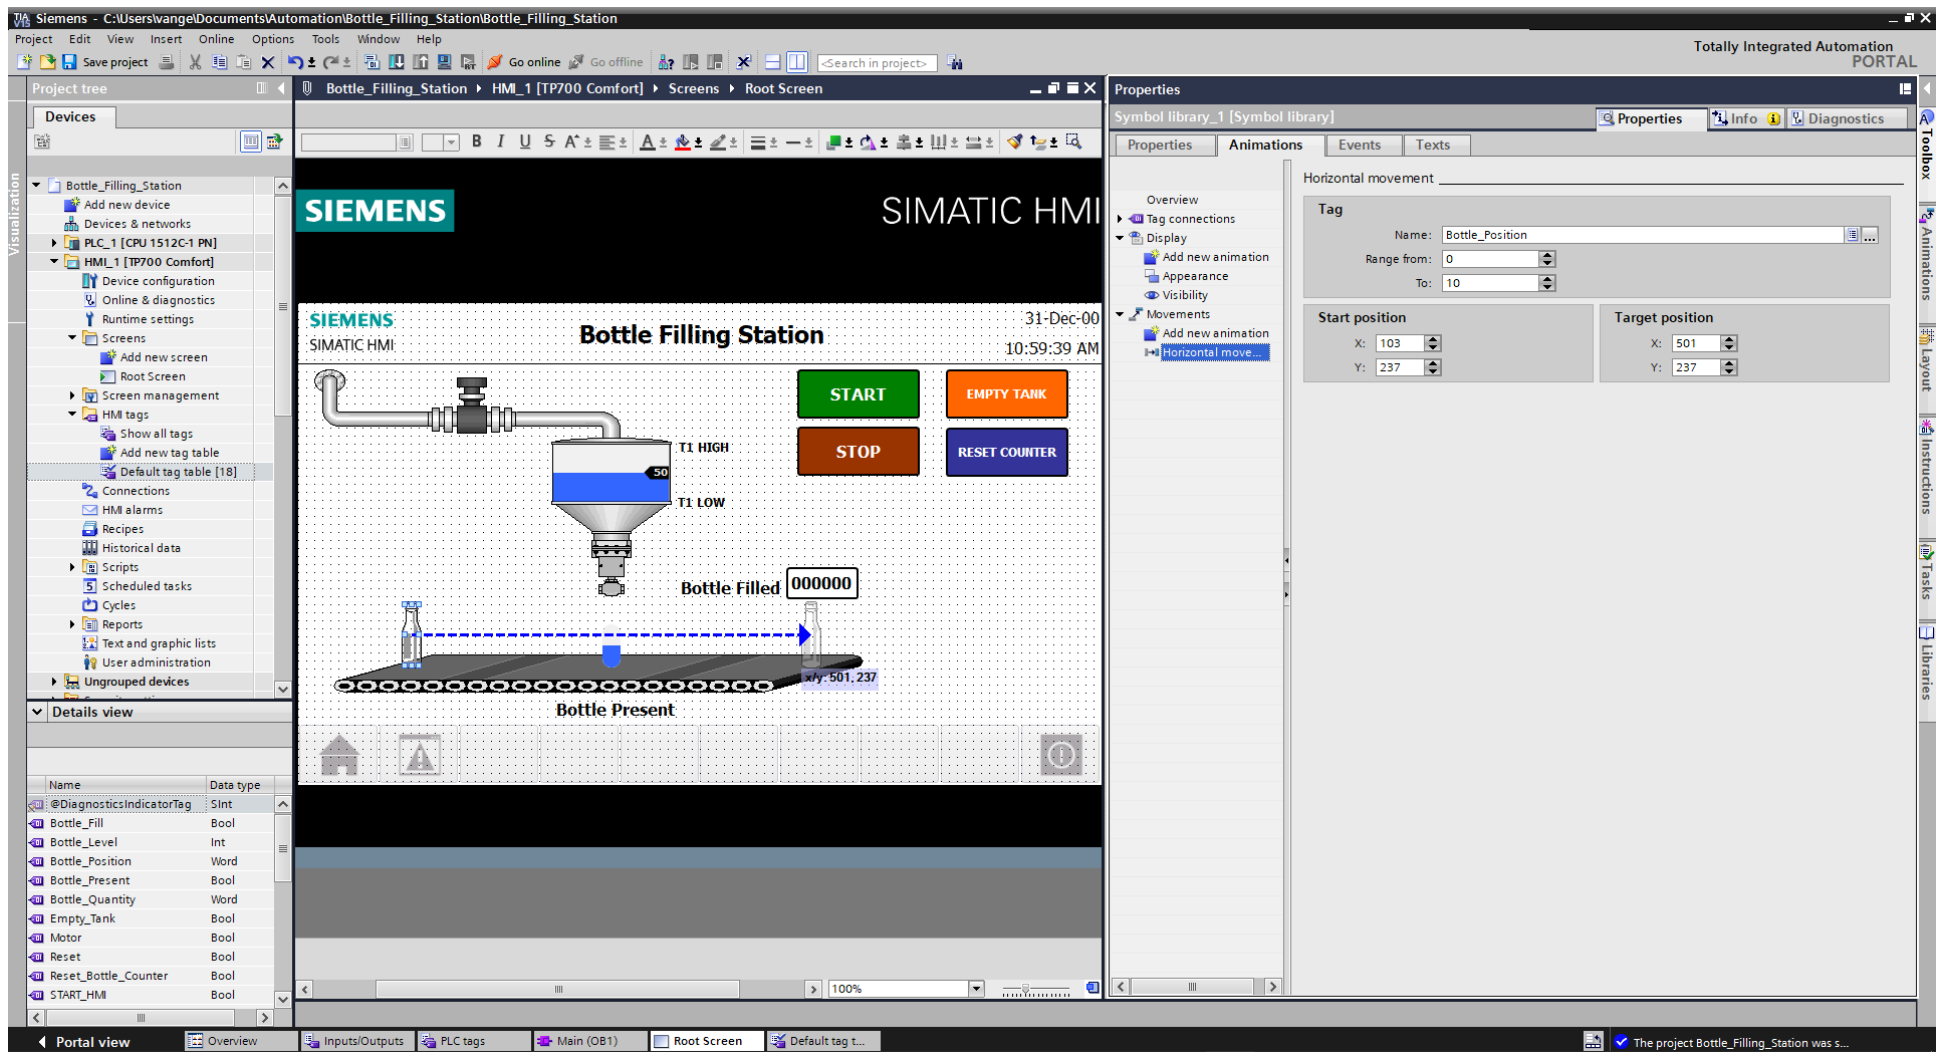 Siemens - C:\Users\vange\Documents\Automation\Bottle_Filling_Station\Bottle_Filling_Station
Project Edit View Insert Online Options Tools Window Help
Totally Integrated Automation
PORTAL
Save project
Go online
Go offline
<Search in project>
Project tree
Devices
Visualization
Bottle_Filling_Station
Add new device
Devices & networks
PLC_1 [CPU 1512C-1 PN]
HMI_1 [TP700 Comfort]
Device configuration
Online & diagnostics
Runtime settings
Screens
Add new screen
Root Screen
Screen management
HMI tags
Show all tags
Add new tag table
Default tag table [18]
Connections
HMI alarms
Recipes
Historical data
Scripts
Scheduled tasks
Cycles
Reports
Text and graphic lists
User administration
Ungrouped devices
Details view
Name Data type
@DiagnosticsIndicatorTag SInt
Bottle_Fill Bool
Bottle_Level Int
Bottle_Position Word
Bottle_Present Bool
Bottle_Quantity Word
Empty_Tank Bool
Motor Bool
Reset Bool
Reset_Bottle_Counter Bool
START_HMI Bool
Bottle_Filling_Station HMI_1 [TP700 Comfort] Screens Root Screen
SIEMENS
SIMATIC HMI
SIEMENS
SIMATIC HMI
Bottle Filling Station
31-Dec-00
10:59:39 AM
START
EMPTY TANK
STOP
RESET COUNTER
T1 HIGH
50
T1 LOW
Bottle Filled 000000
x/y: 501, 237
Bottle Present
100%
Properties
Symbol library_1 [Symbol library]
Properties Info Diagnostics
Properties Animations Events Texts
Overview
Tag connections
Display
Add new animation
Appearance
Visibility
Movements
Add new animation
Horizontal move...
Horizontal movement
Tag
Name: Bottle_Position
Range from: 0
To: 10
Start position
X: 103
Y: 237
Target position
X: 501
Y: 237
Toolbox
Animations
Layout
Instructions
Tasks
Libraries
Portal view
Overview
Inputs/Outputs
PLC tags
Main (OB1)
Root Screen
Default tag t...
The project Bottle_Filling_Station was s...